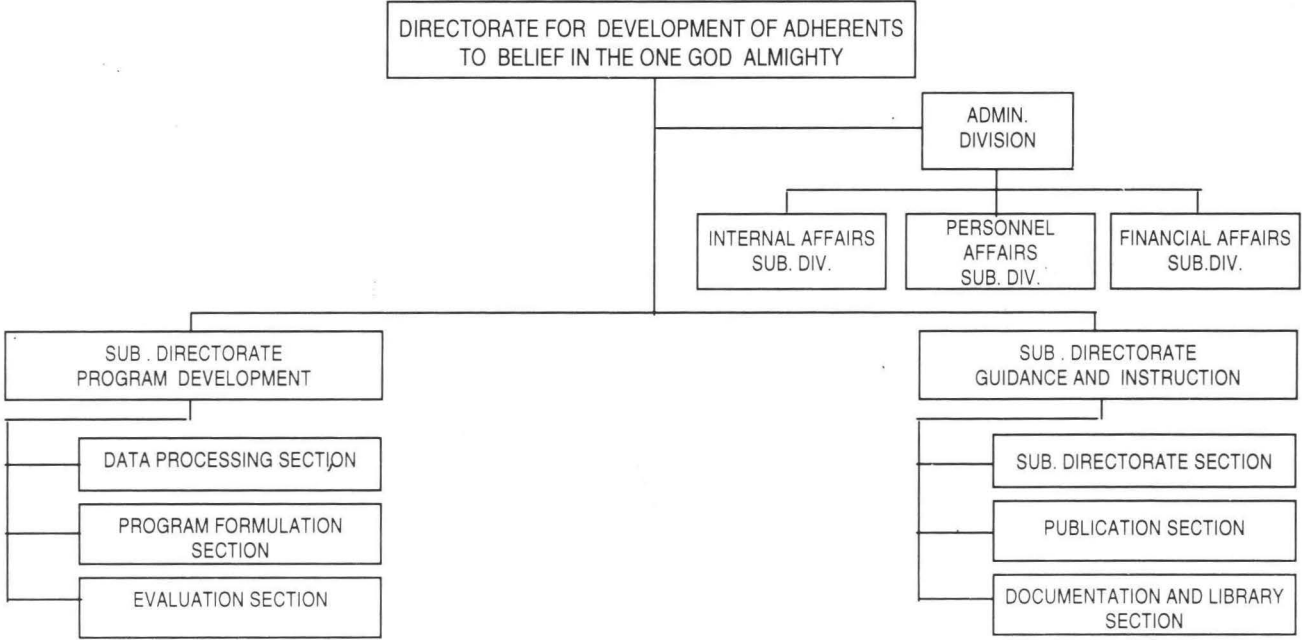 DIRECTORATE FOR DEVELOPMENT OF ADHERENTS
TO BELIEF IN THE ONE GOD ALMIGHTY
ADMIN.
DIVISION
INTERNAL AFFAIRS
SUB. DIV.
PERSONNEL
AFFAIRS
SUB. DIV.
FINANCIAL AFFAIRS
SUB.DIV.
SUB . DIRECTORATE
PROGRAM DEVELOPMENT
DATA PROCESSING SECTION
PROGRAM FORMULATION
SECTION
EVALUATION SECTION
SUB . DIRECTORATE
GUIDANCE AND INSTRUCTION
SUB. DIRECTORATE SECTION
PUBLICATION SECTION
DOCUMENTATION AND LIBRARY
SECTION